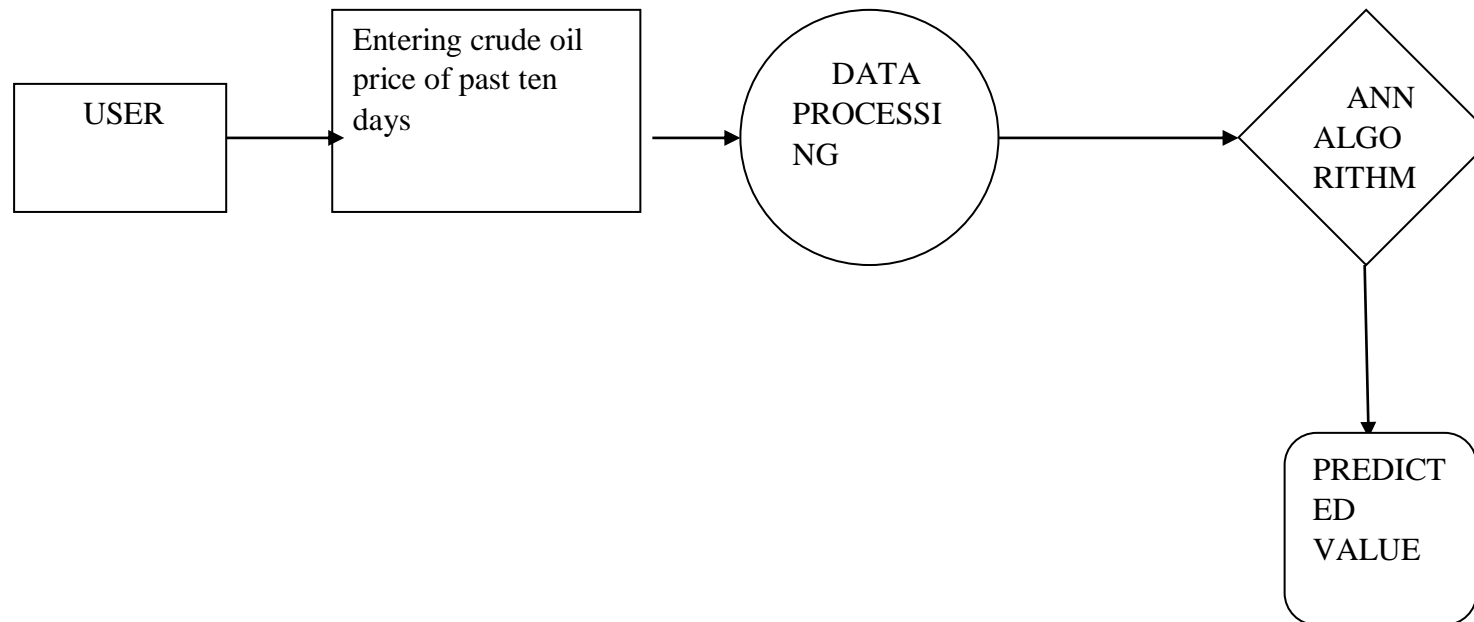 USER
Entering crude oil
price of past ten
days
DATA
PROCESSI
NG
ANN
ALGO
RITHM
PREDICT
ED
VALUE